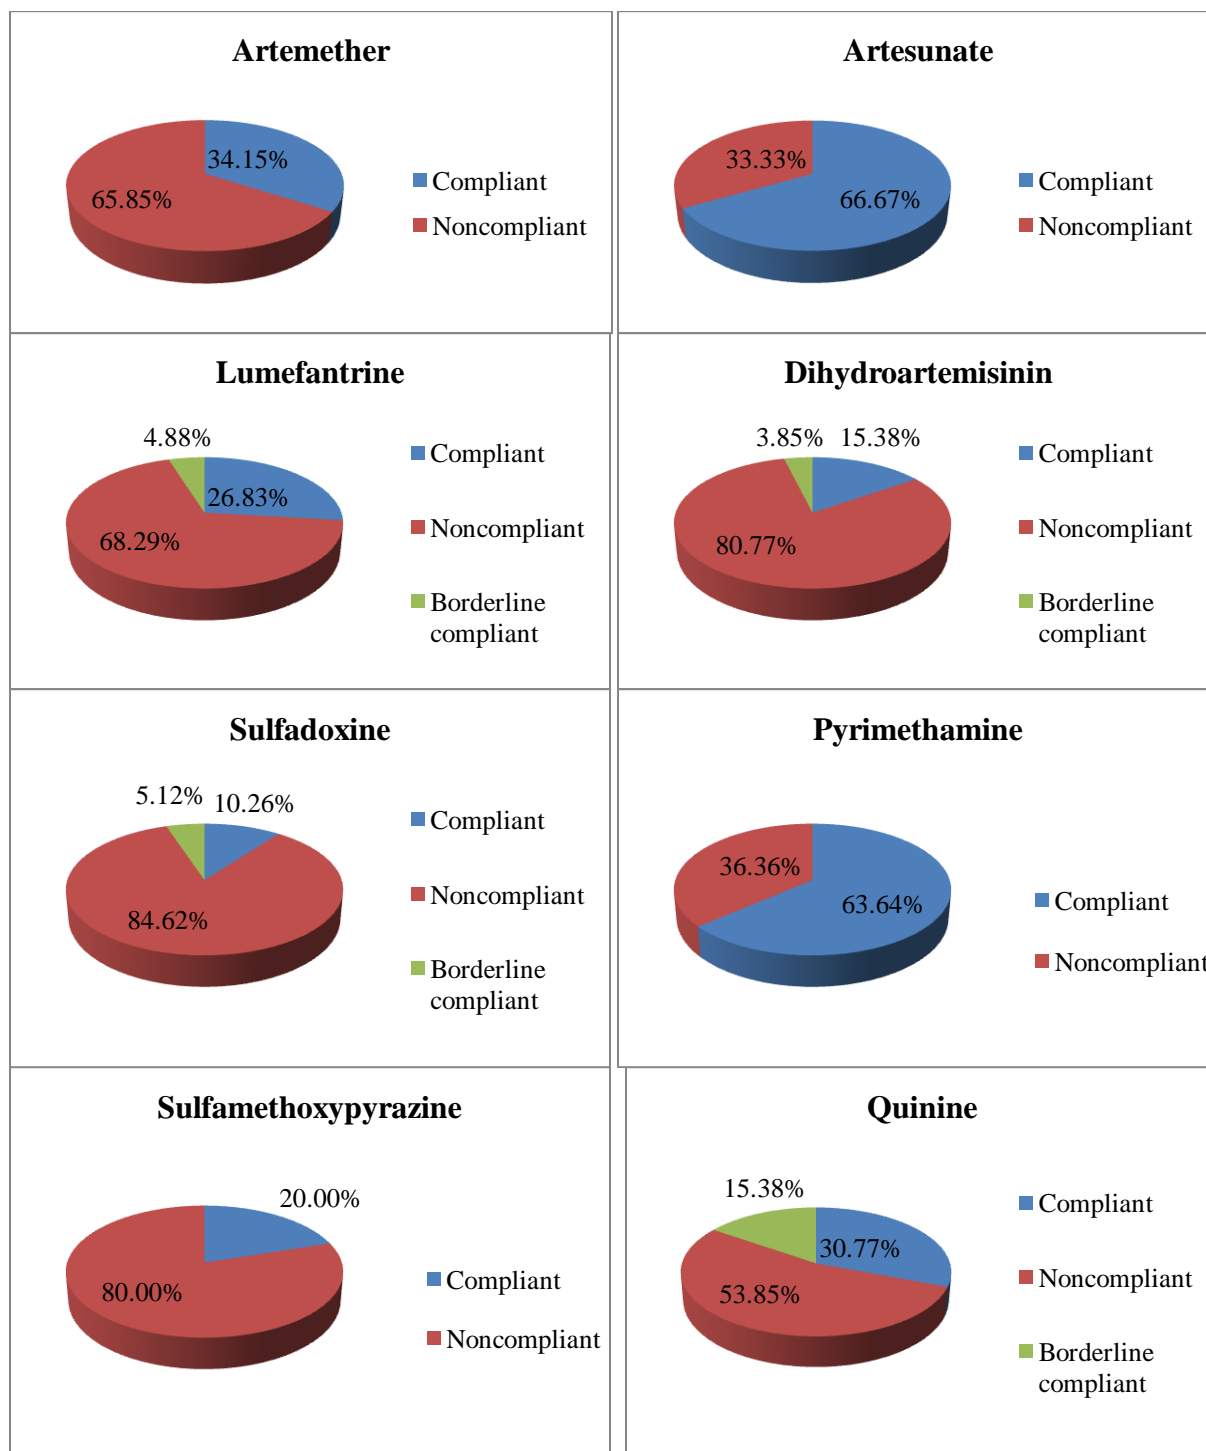 Artemether
34.15%
65.85%
Compliant
Noncompliant
Artesunate
33.33%
66.67%
Compliant
Noncompliant
Lumefantrine
4.88%
26.83%
68.29%
Compliant
Noncompliant
Borderline
compliant
Dihydroartemisinin
3.85%
15.38%
80.77%
Compliant
Noncompliant
Borderline
compliant
Sulfadoxine
5.12%
10.26%
84.62%
Compliant
Noncompliant
Borderline
compliant
Pyrimethamine
36.36%
63.64%
Compliant
Noncompliant
Sulfamethoxypyrazine
20.00%
80.00%
Compliant
Noncompliant
Quinine
15.38%
30.77%
53.85%
Compliant
Noncompliant
Borderline
compliant